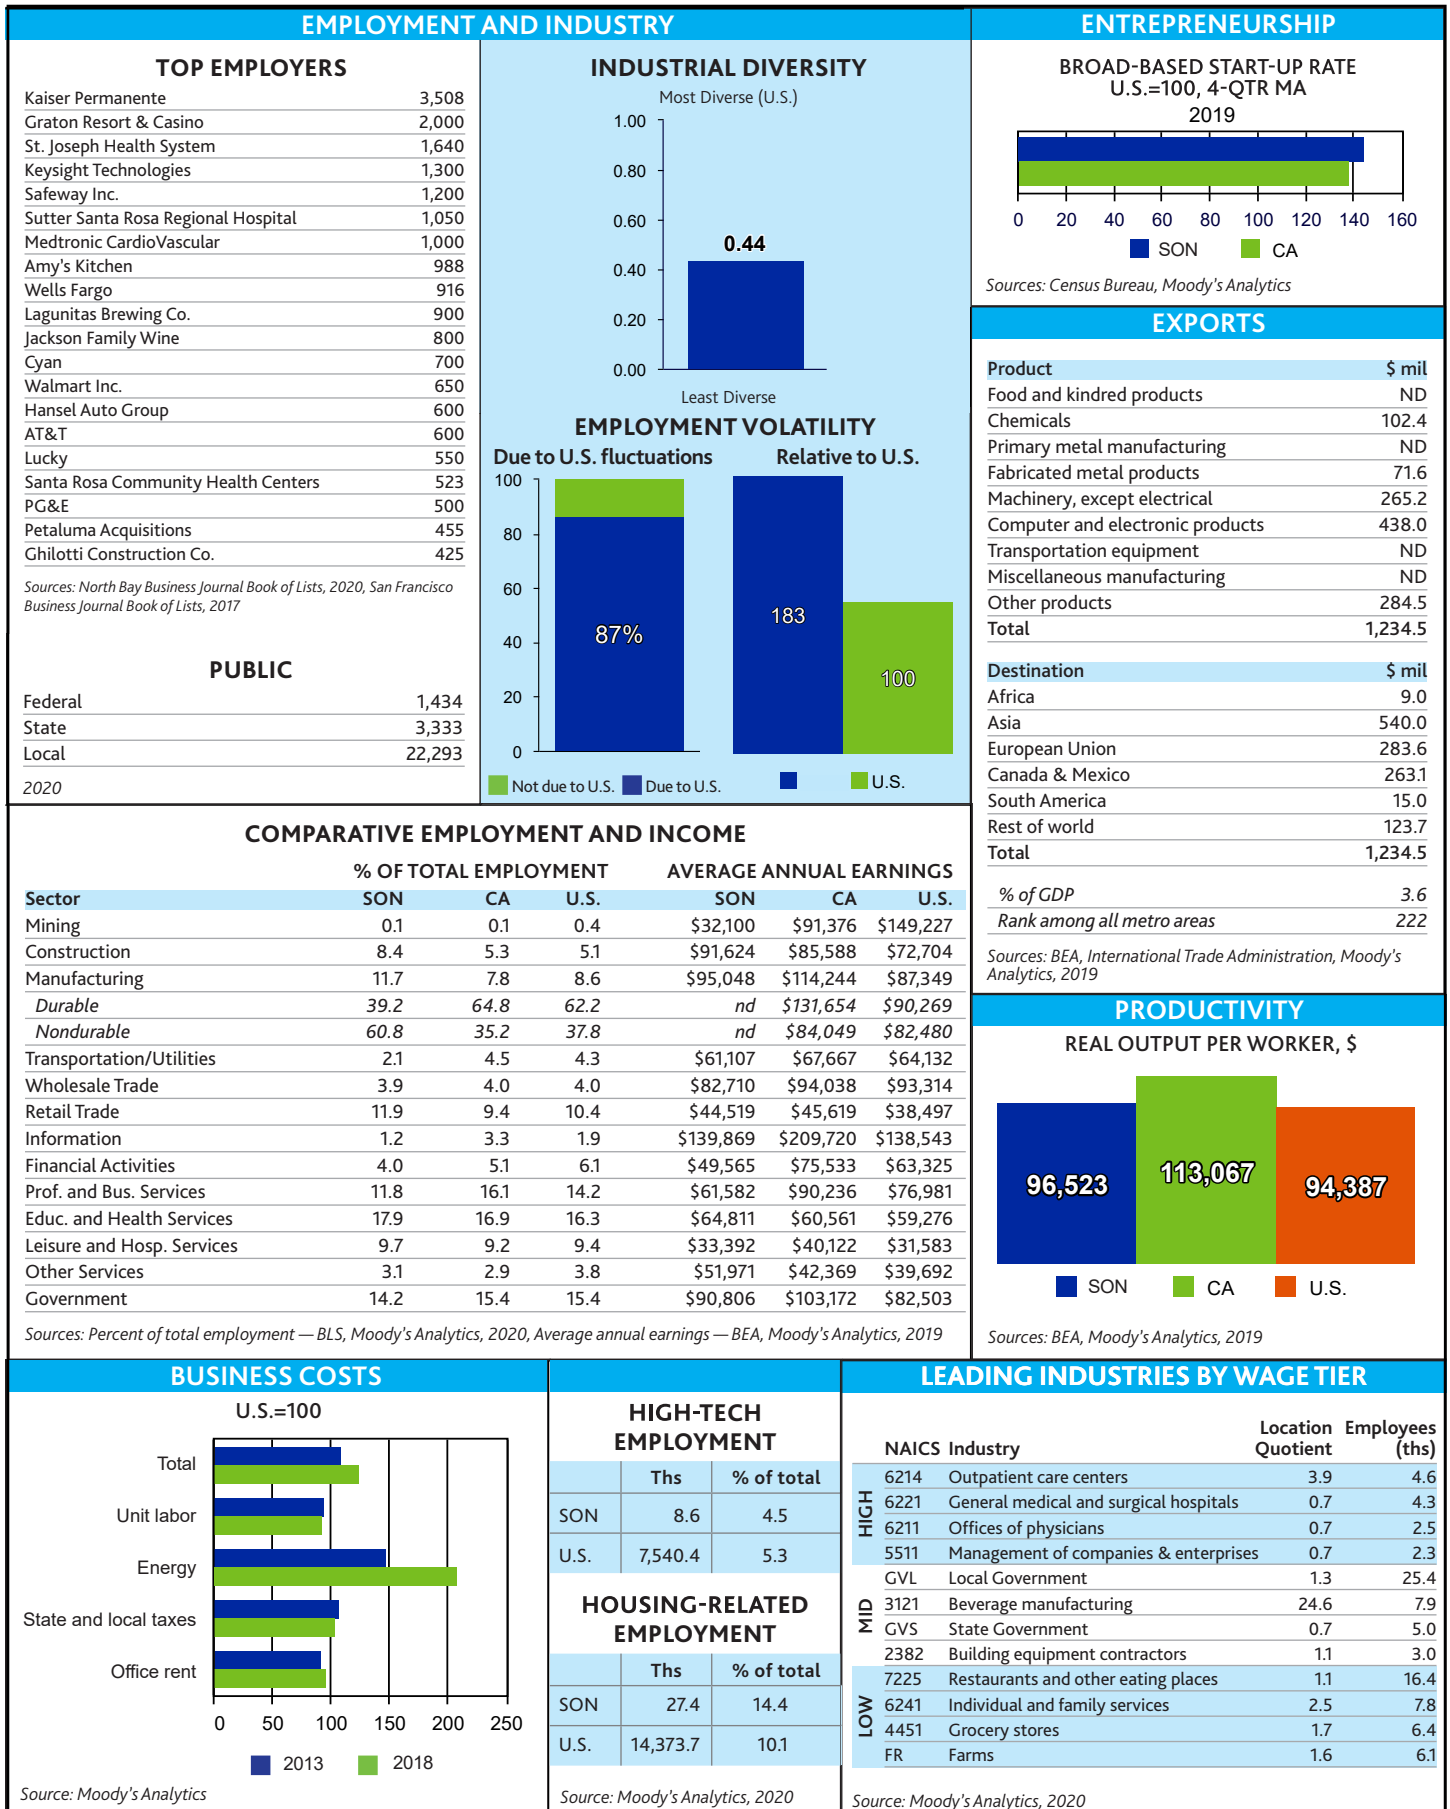 EMPLOYMENT AND INDUSTRY
TOP EMPLOYERS
Kaiser Permanente 3,508
Graton Resort & Casino 2,000
St. Joseph Health System 1,640
Keysight Technologies 1,300
Safeway Inc. 1,200
Sutter Santa Rosa Regional Hospital 1,050
Medtronic CardioVascular 1,000
Amy's Kitchen 988
Wells Fargo 916
Lagunitas Brewing Co. 900
Jackson Family Wine 800
Cyan 700
Walmart Inc. 650
Hansel Auto Group 600
AT&T 600
Lucky 550
Santa Rosa Community Health Centers 523
PG&E 500
Petaluma Acquisitions 455
Ghilotti Construction Co. 425
Sources: North Bay Business Journal Book of Lists, 2020, San Francisco
Business Journal Book of Lists, 2017
PUBLIC
Federal 1,434
State 3,333
Local 22,293
2020
INDUSTRIAL DIVERSITY
Most Diverse (U.S.)
1.00
0.80
0.60
0.44
0.40
0.20
0.00
Least Diverse
EMPLOYMENT VOLATILITY
Due to U.S. fluctuations Relative to U.S.
100
80
60
40
20
0
87%
183
100
Not due to U.S. Due to U.S. U.S.
ENTREPRENEURSHIP
BROAD-BASED START-UP RATE
U.S.=100, 4-QTR MA
2019
0 20 40 60 80 100 120 140 160
SON CA
Sources: Census Bureau, Moody's Analytics
EXPORTS
Product $ mil
Food and kindred products ND
Chemicals 102.4
Primary metal manufacturing ND
Fabricated metal products 71.6
Machinery, except electrical 265.2
Computer and electronic products 438.0
Transportation equipment ND
Miscellaneous manufacturing ND
Other products 284.5
Total 1,234.5
Destination $ mil
Africa 9.0
Asia 540.0
European Union 283.6
Canada & Mexico 263.1
South America 15.0
Rest of world 123.7
Total 1,234.5
% of GDP 3.6
Rank among all metro areas 222
Sources: BEA, International Trade Administration, Moody's
Analytics, 2019
COMPARATIVE EMPLOYMENT AND INCOME
% OF TOTAL EMPLOYMENT AVERAGE ANNUAL EARNINGS
Sector SON CA U.S. SON CA U.S.
Mining 0.1 0.1 0.4 $32,100 $91,376 $149,227
Construction 8.4 5.3 5.1 $91,624 $85,588 $72,704
Manufacturing 11.7 7.8 8.6 $95,048 $114,244 $87,349
Durable 39.2 64.8 62.2 nd $131,654 $90,269
Nondurable 60.8 35.2 37.8 nd $84,049 $82,480
Transportation/Utilities 2.1 4.5 4.3 $61,107 $67,667 $64,132
Wholesale Trade 3.9 4.0 4.0 $82,710 $94,038 $93,314
Retail Trade 11.9 9.4 10.4 $44,519 $45,619 $38,497
Information 1.2 3.3 1.9 $139,869 $209,720 $138,543
Financial Activities 4.0 5.1 6.1 $49,565 $75,533 $63,325
Prof. and Bus. Services 11.8 16.1 14.2 $61,582 $90,236 $76,981
Educ. and Health Services 17.9 16.9 16.3 $64,811 $60,561 $59,276
Leisure and Hosp. Services 9.7 9.2 9.4 $33,392 $40,122 $31,583
Other Services 3.1 2.9 3.8 $51,971 $42,369 $39,692
Government 14.2 15.4 15.4 $90,806 $103,172 $82,503
Sources: Percent of total employment — BLS, Moody's Analytics, 2020, Average annual earnings — BEA, Moody's Analytics, 2019
PRODUCTIVITY
REAL OUTPUT PER WORKER, $
96,523 113,067 94,387
SON CA U.S.
Sources: BEA, Moody's Analytics, 2019
BUSINESS COSTS
U.S.=100
Total
Unit labor
Energy
State and local taxes
Office rent
0 50 100 150 200 250
2013 2018
Source: Moody's Analytics
HIGH-TECH
EMPLOYMENT
Ths % of total
SON 8.6 4.5
U.S. 7,540.4 5.3
HOUSING-RELATED
EMPLOYMENT
Ths % of total
SON 27.4 14.4
U.S. 14,373.7 10.1
Source: Moody's Analytics, 2020
LEADING INDUSTRIES BY WAGE TIER
Location Employees
NAICS Industry Quotient (ths)
HIGH
6214 Outpatient care centers 3.9 4.6
6221 General medical and surgical hospitals 0.7 4.3
6211 Offices of physicians 0.7 2.5
5511 Management of companies & enterprises 0.7 2.3
MID
GVL Local Government 1.3 25.4
3121 Beverage manufacturing 24.6 7.9
GVS State Government 0.7 5.0
2382 Building equipment contractors 1.1 3.0
LOW
7225 Restaurants and other eating places 1.1 16.4
6241 Individual and family services 2.5 7.8
4451 Grocery stores 1.7 6.4
FR Farms 1.6 6.1
Source: Moody's Analytics, 2020